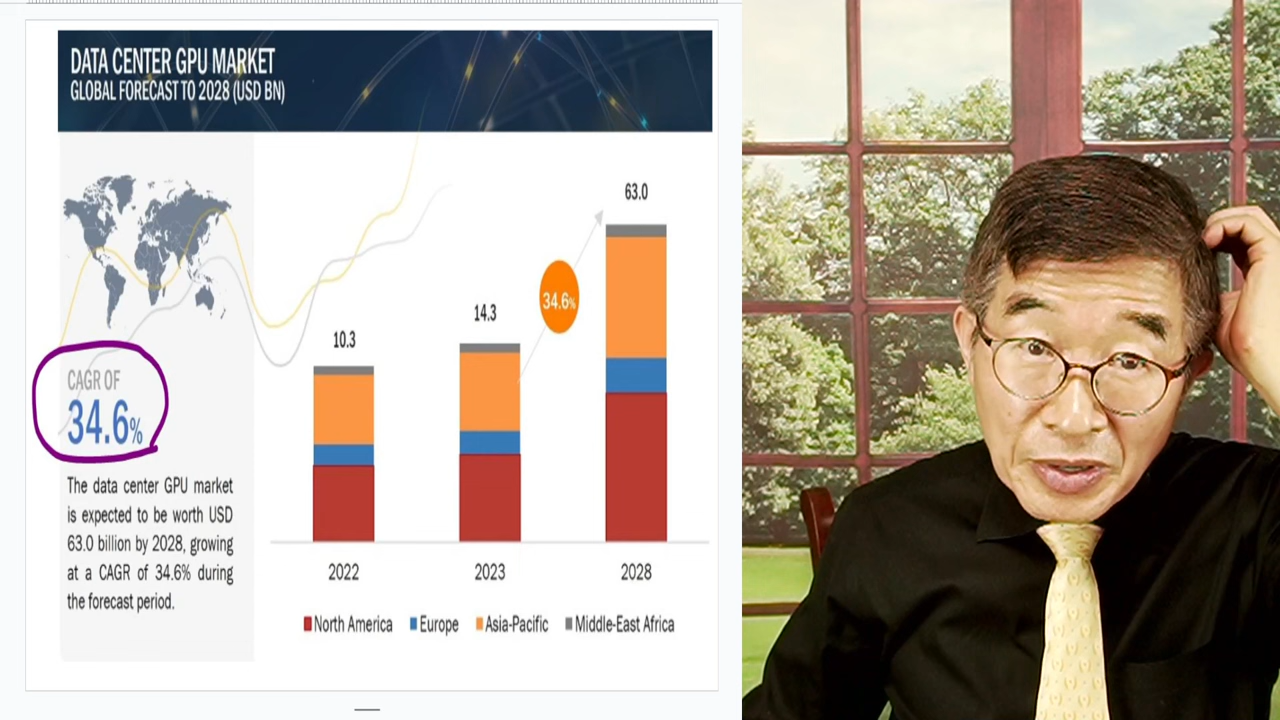 DATA CENTER GPU MARKET
GLOBAL FORECAST TO 2028 (USD BN)
CAGR OF
34.6%
The data center GPU market
is expected to be worth USD
63.0 billion by 2028, growing
at a CAGR of 34.6% during
the forecast period.
10.3
14.3
34.6%
63.0
2022
2023
2028
North America
Europe
Asia-Pacific
Middle-East Africa